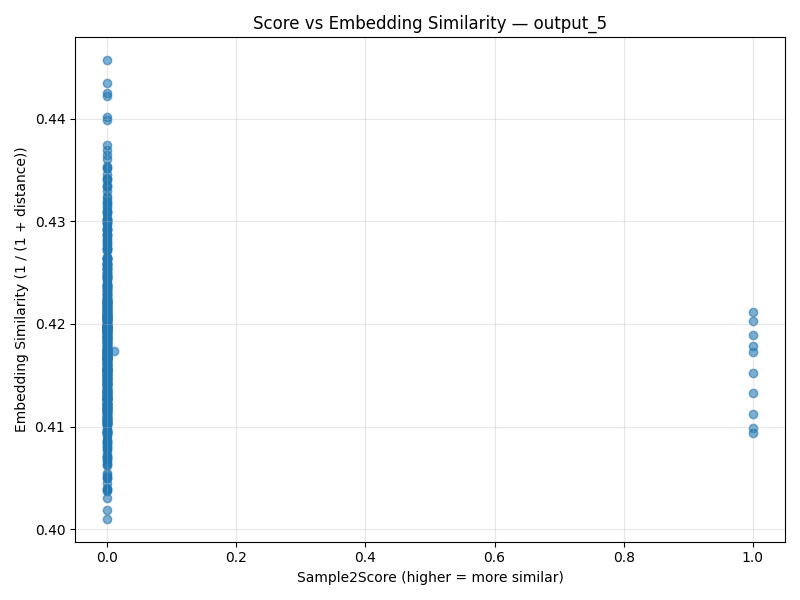 Score vs Embedding Similarity — output_5
Embedding Similarity (1 / (1 + distance))
0.44
0.43
0.42
0.41
0.40
0.0 0.2 0.4 0.6 0.8 1.0
Sample2Score (higher = more similar)